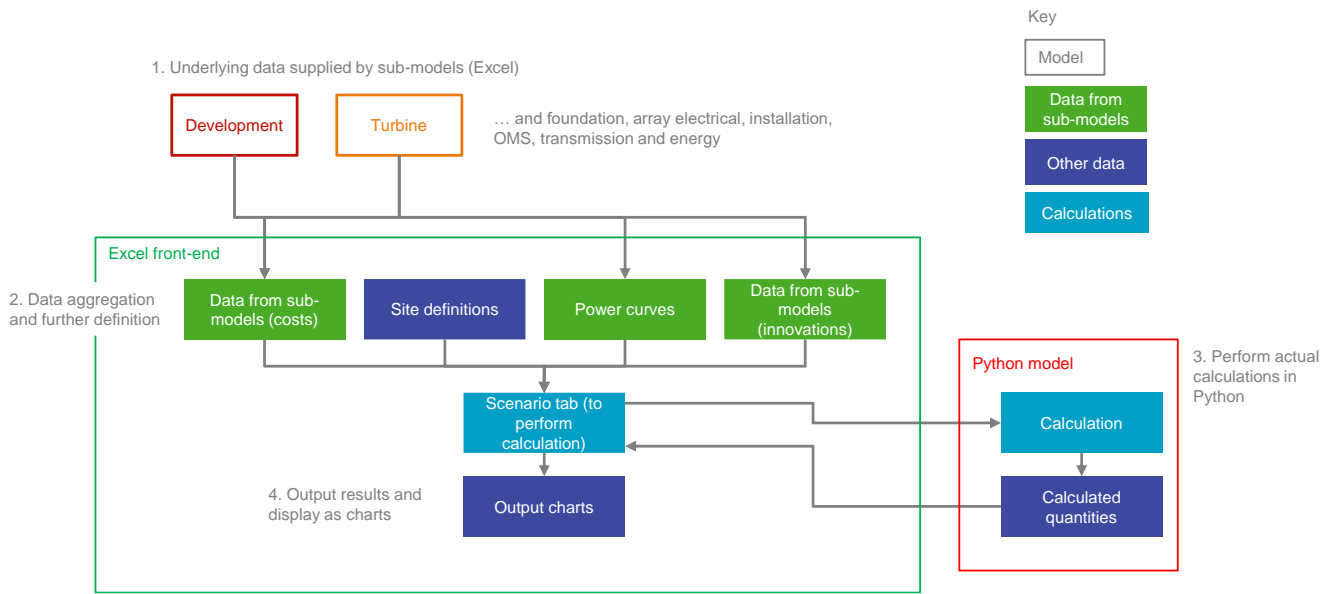 Key
Model
Data from
sub-models
Other data
Calculations
1. Underlying data supplied by sub-models (Excel)
Development
Turbine
… and foundation, array electrical, installation,
OMS, transmission and energy
Excel front-end
2. Data aggregation
and further definition
Data from sub-
models (costs)
Site definitions
Power curves
Data from sub-
models
(innovations)
Python model
3. Perform actual
calculations in
Python
Scenario tab (to
perform
calculation)
Calculation
4. Output results and
display as charts
Output charts
Calculated
quantities